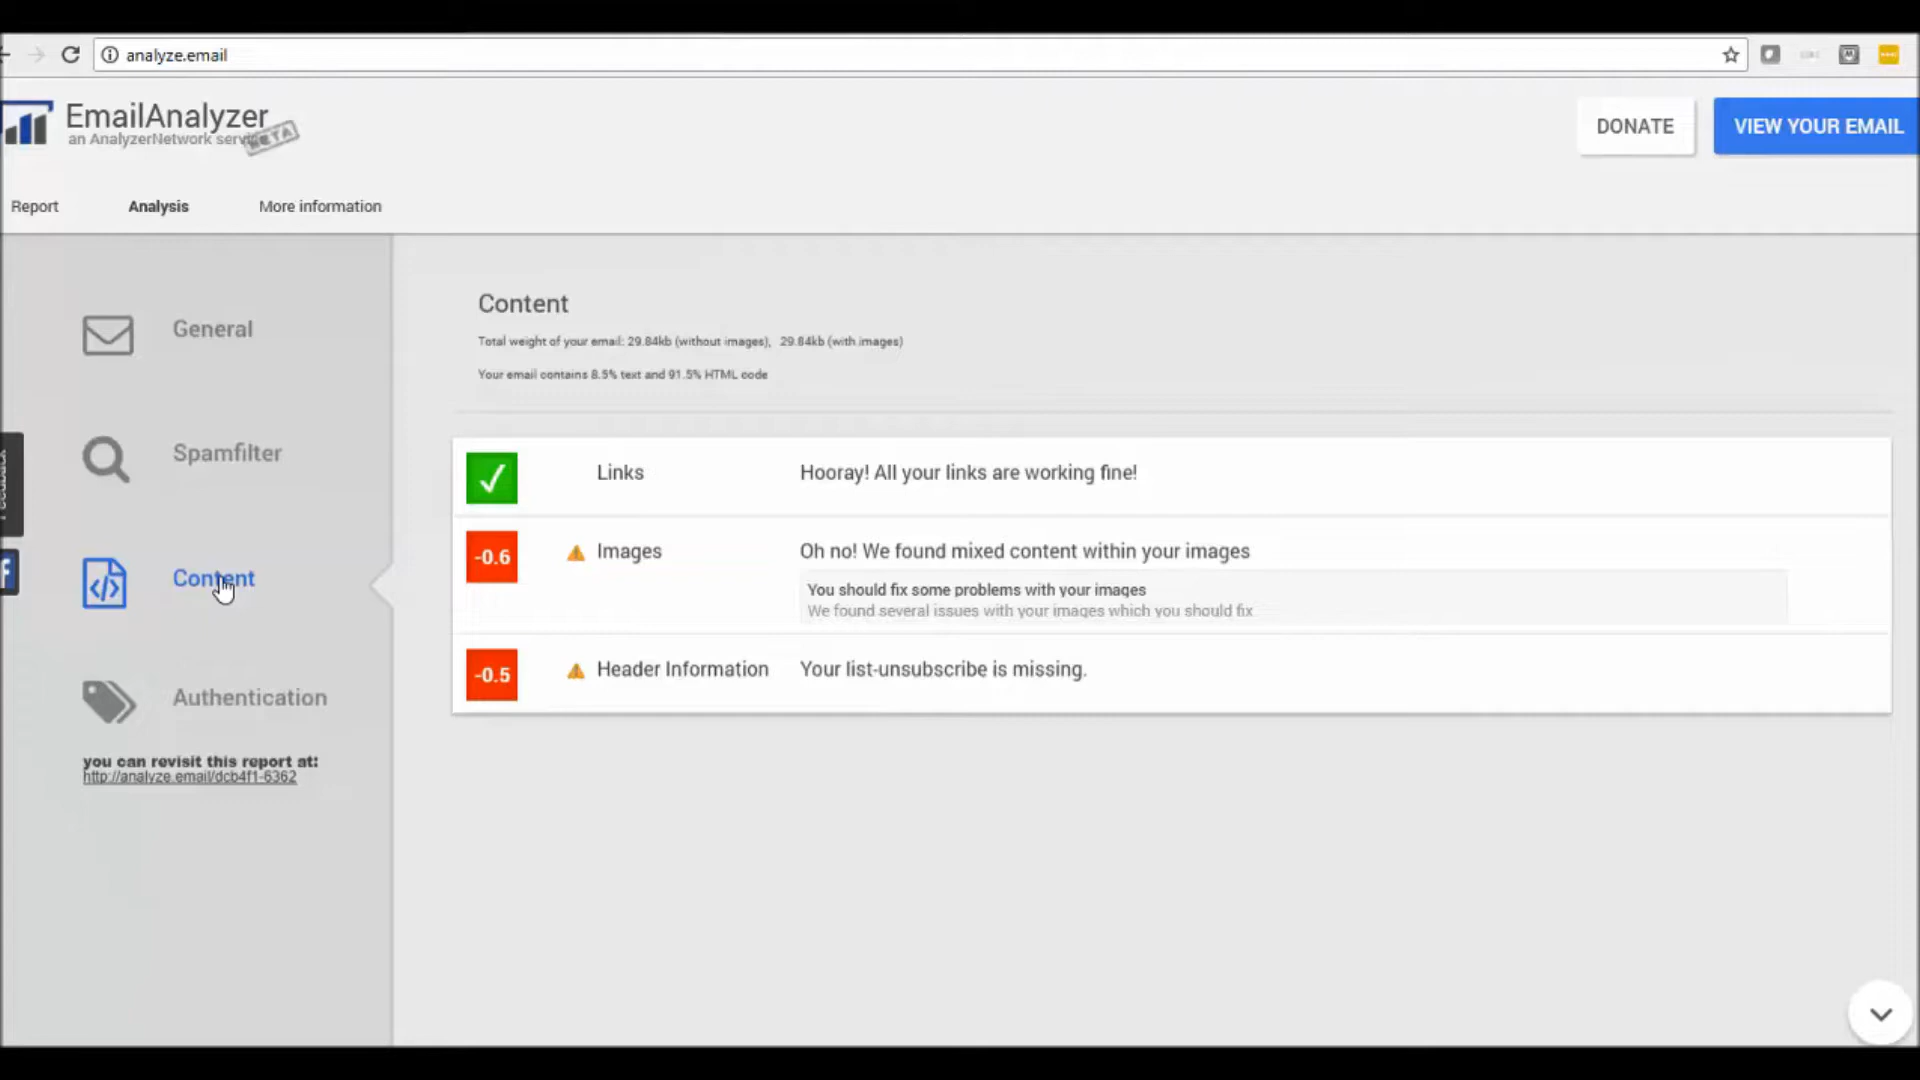 analyze.email
EmailAnalyzer
an AnalyzerNetwork
BETA
DONATE
VIEW YOUR EMAIL
Report
Analysis
More information
General
Spamfilter
Content
Authentication
you can revisit this report at:
http://analyze.email/dcb4f1-6362
Feedback
f
Content
Total weight of your email: 29.84kb (without images), 29.84kb (with images)
Your email contains 8.5% text and 91.5% HTML code
Links Hooray! All your links are working fine!
-0.6 Images Oh no! We found mixed content within your images
You should fix some problems with your images
We found several issues with your images which you should fix
-0.5 Header Information Your list-unsubscribe is missing.